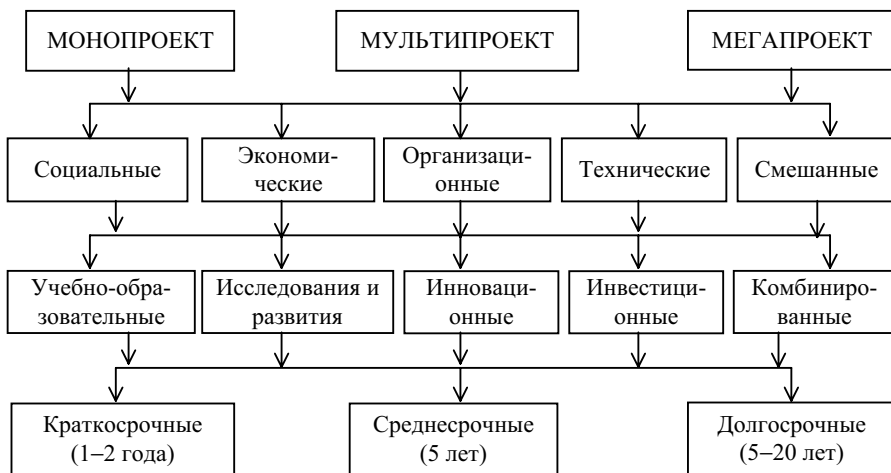 МОНОПРОЕКТ
МУЛЬТИПРОЕКТ
МЕГАПРОЕКТ
Социальные
Экономи-
ческие
Организаци-
онные
Технические
Смешанные
Учебно-обра-
зовательные
Исследования и
развития
Инноваци-
онные
Инвестици-
онные
Комбиниро-
ванные
Краткосрочные
(1–2 года)
Среднесрочные
(5 лет)
Долгосрочные
(5–20 лет)